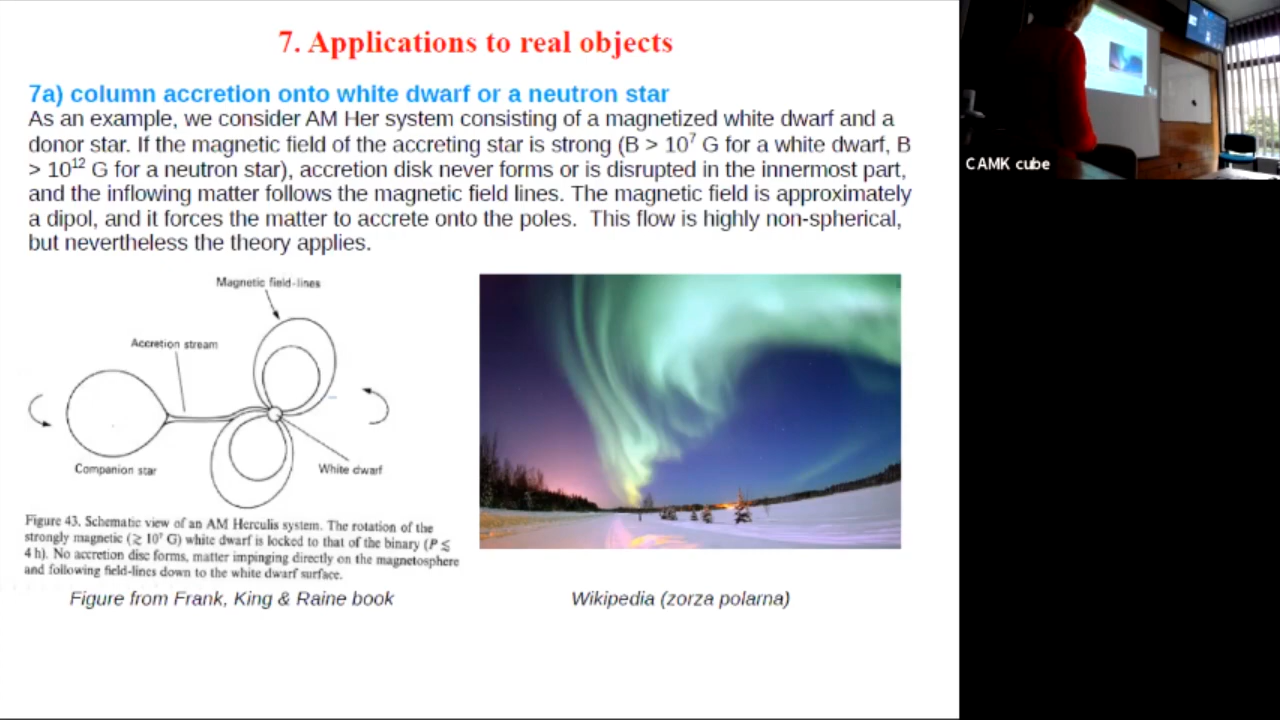 7. Applications to real objects
7a) column accretion onto white dwarf or a neutron star
As an example, we consider AM Her system consisting of a magnetized white dwarf and a
donor star. If the magnetic field of the accreting star is strong (B > 10⁷ G for a white dwarf, B
> 10¹² G for a neutron star), accretion disk never forms or is disrupted in the innermost part,
and the inflowing matter follows the magnetic field lines. The magnetic field is approximately
a dipol, and it forces the matter to accrete onto the poles. This flow is highly non-spherical,
but nevertheless the theory applies.
Magnetic field-lines
Accretion stream
Companion star
White dwarf
Figure 43. Schematic view of an AM Herculis system. The rotation of the
strongly magnetic (≳ 10⁷ G) white dwarf is locked to that of the binary (P ≲
4 h). No accretion disc forms, matter impinging directly on the magnetosphere
and following field-lines down to the white dwarf surface.
Figure from Frank, King & Raine book
Wikipedia (zorza polarna)
CAMK cube